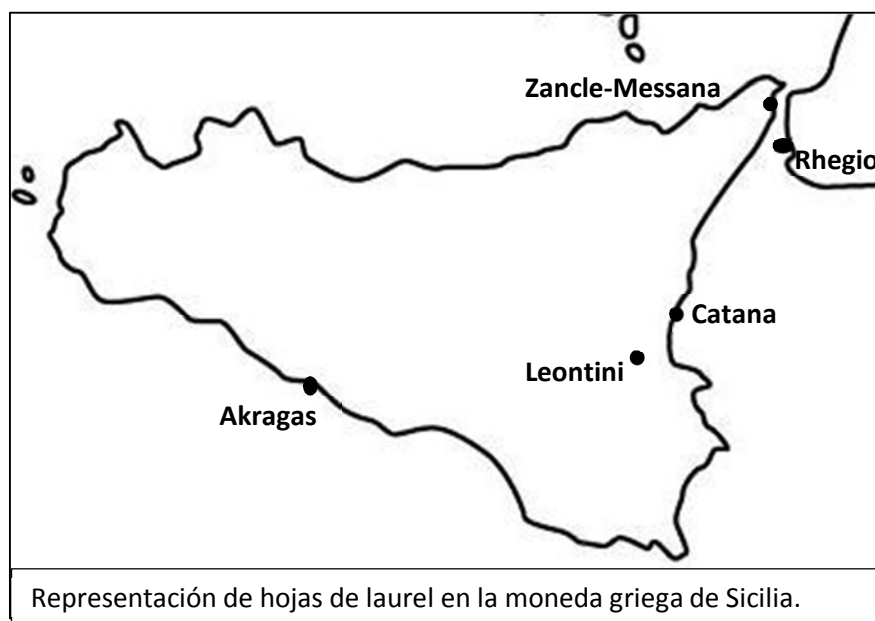 Zancle-Messana
Rhegio
Catana
Leontini
Akragas
Representación de hojas de laurel en la moneda griega de Sicilia.